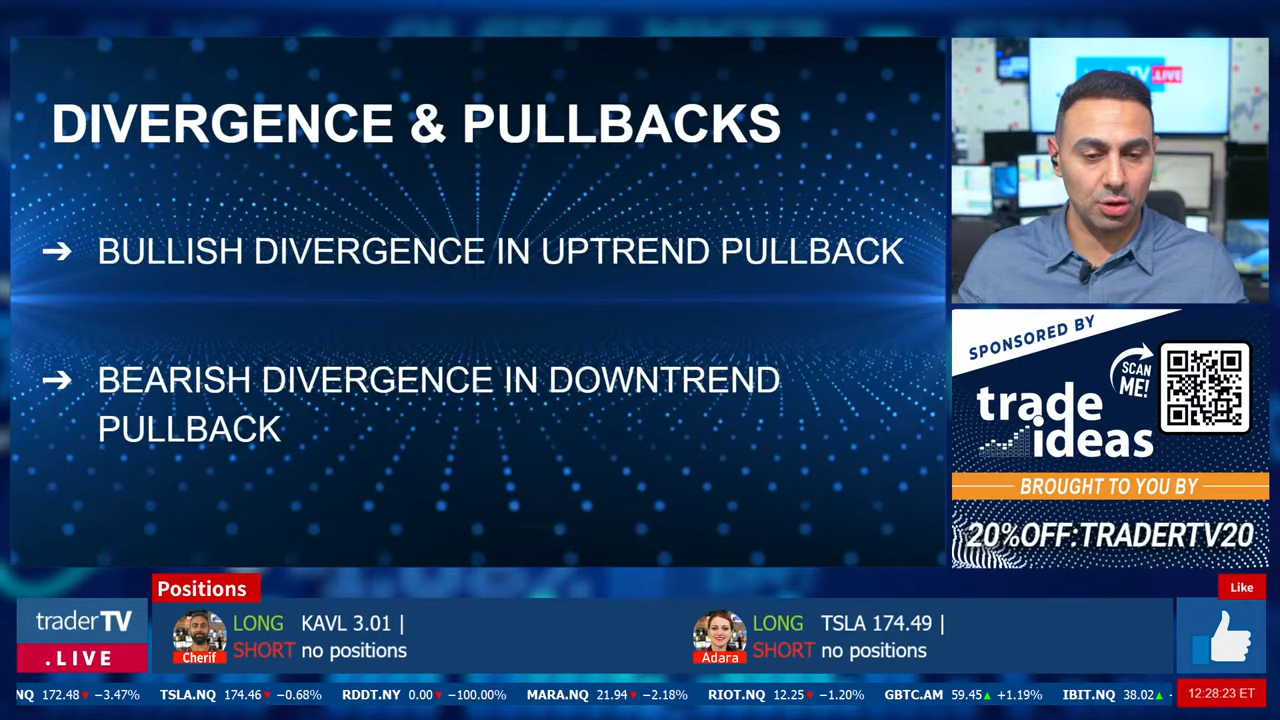 DIVERGENCE & PULLBACKS
➔ BULLISH DIVERGENCE IN UPTREND PULLBACK
➔ BEARISH DIVERGENCE IN DOWNTREND
PULLBACK
TV .LIVE
SPONSORED BY
SCAN
ME!
trade
ideas
BROUGHT TO YOU BY
20%OFF:TRADERTV20
Positions
Like
traderTV
.LIVE
Cherif
LONG KAVL 3.01 |
SHORT no positions
Adara
LONG TSLA 174.49 |
SHORT no positions
NQ 172.48▼ −3.47% TSLA.NQ 174.46▼ −0.68% RDDT.NY 0.00▼ −100.00% MARA.NQ 21.94▼ −2.18% RIOT.NQ 12.25▼ −1.20% GBTC.AM 59.45▲ +1.19% IBIT.NQ 38.02▲
12:28:23 ET